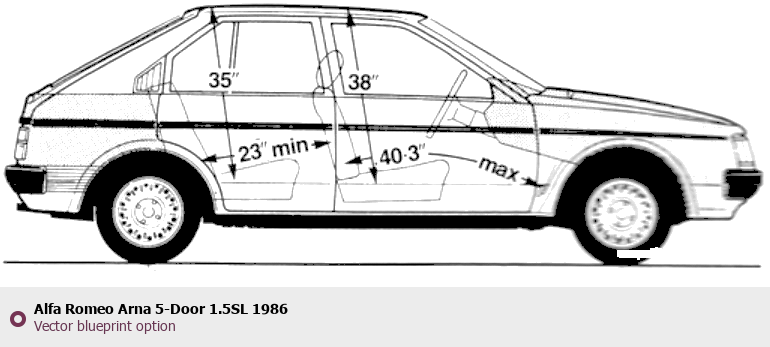 35″
38″
23″ min
40·3″ max
Alfa Romeo Arna 5-Door 1.5SL 1986
Vector blueprint option